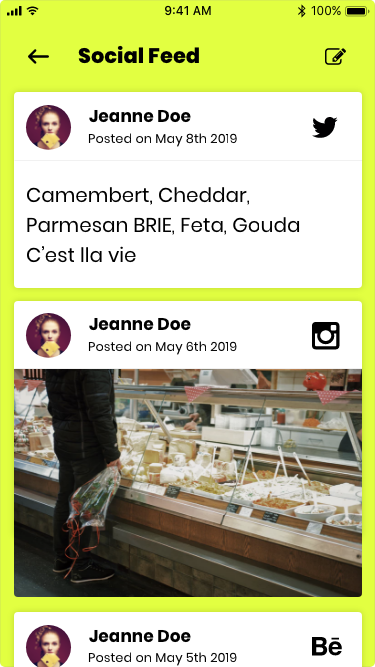 9:41 AM
100%
Social Feed
Jeanne Doe
Posted on May 8th 2019
Camembert, Cheddar,
Parmesan BRIE, Feta, Gouda
C'est lla vie
Jeanne Doe
Posted on May 6th 2019
Jeanne Doe
Posted on May 5th 2019
Bē